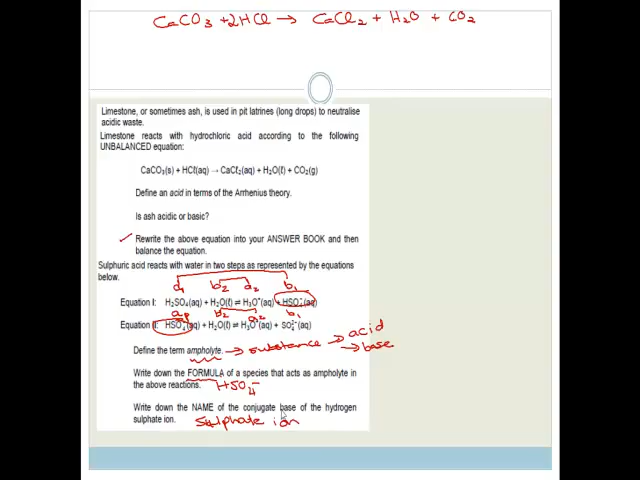 CaCO₃ + 2HCl → CaCl₂ + H₂O + CO₂
Limestone, or sometimes ash, is used in pit latrines (long drops) to neutralise
acidic waste.
Limestone reacts with hydrochloric acid according to the following
UNBALANCED equation:
CaCO₃(s) + HCℓ(aq) → CaCℓ₂(aq) + H₂O(ℓ) + CO₂(g)
Define an acid in terms of the Arrhenius theory.
Is ash acidic or basic?
Rewrite the above equation into your ANSWER BOOK and then
balance the equation.
Sulphuric acid reacts with water in two steps as represented by the equations
below.
a₁ b₂ a₂ b₁
Equation I: H₂SO₄(aq) + H₂O(ℓ) ⇌ H₃O⁺(aq) + HSO₄⁻(aq)
b₂ a₂ b₁
Equation II: HSO₄⁻(aq) + H₂O(ℓ) ⇌ H₃O⁺(aq) + SO₄²⁻(aq)
Define the term ampholyte. → substance → acid
→ base
Write down the FORMULA of a species that acts as ampholyte in
the above reactions. HSO₄⁻
Write down the NAME of the conjugate base of the hydrogen
sulphate ion. Sulphate ion